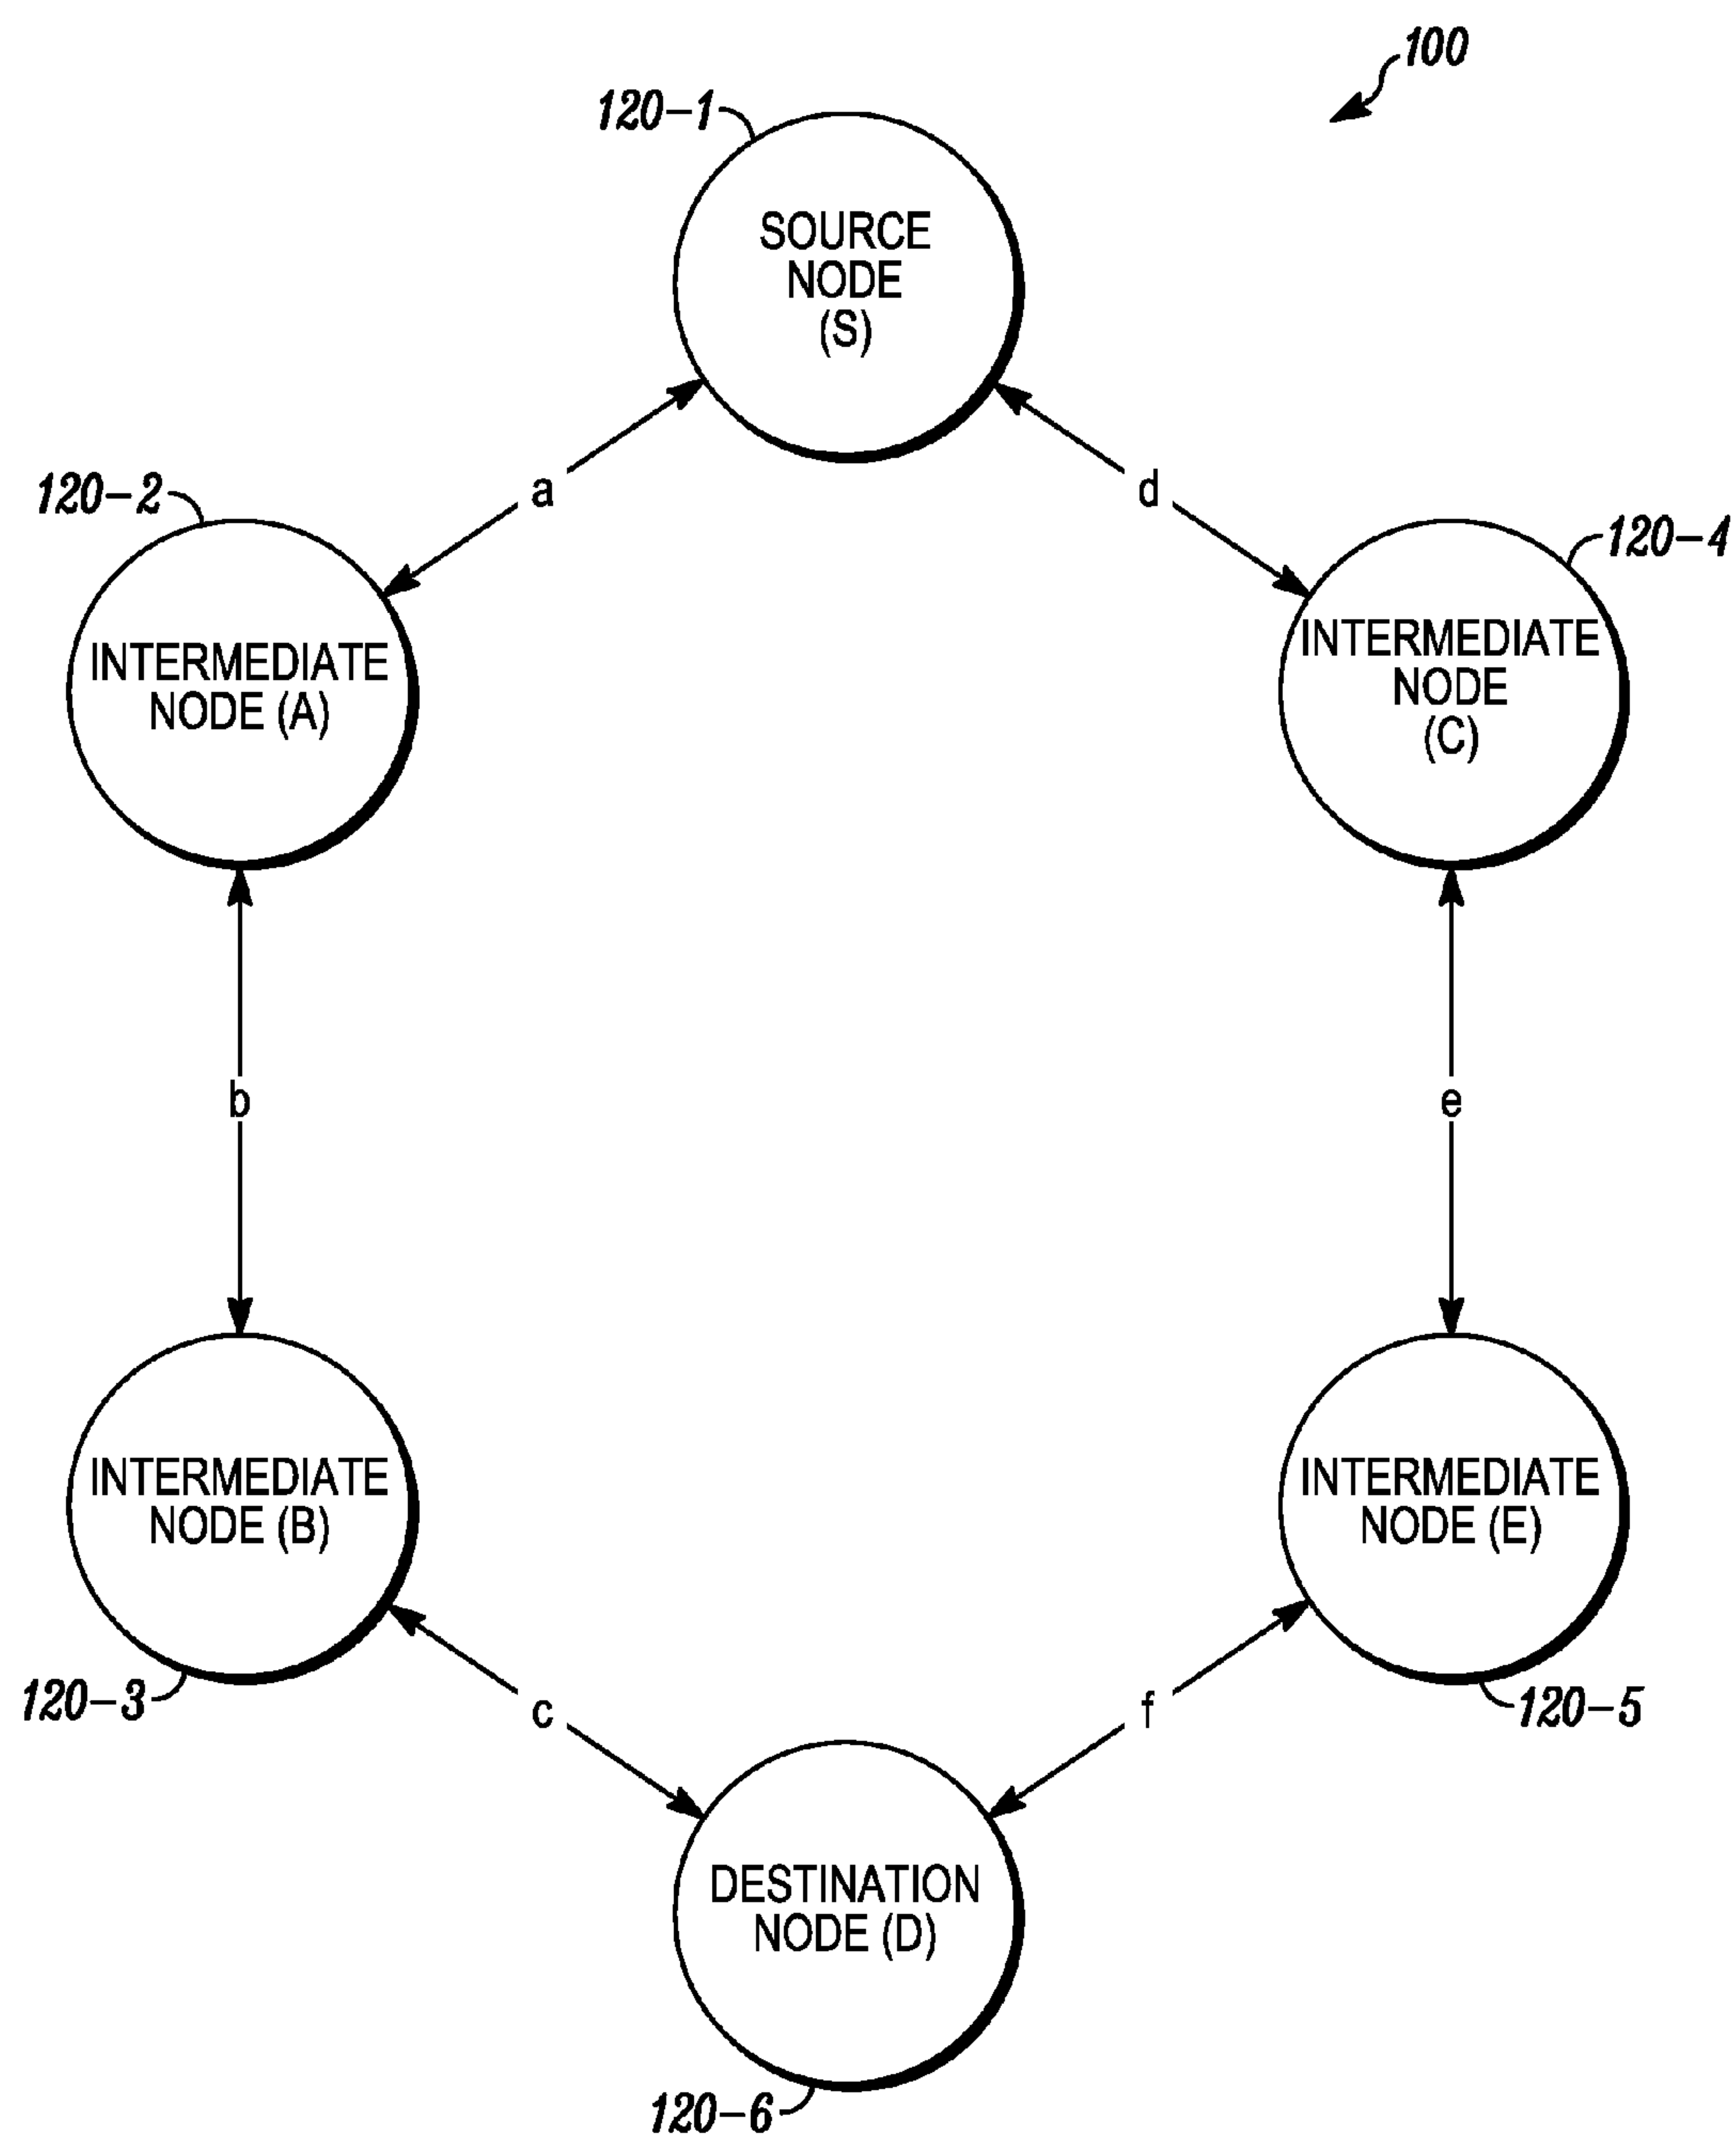 100
120-1
SOURCE
NODE
(S)
a
d
120-2
120-4
INTERMEDIATE
NODE (A)
INTERMEDIATE
NODE
(C)
b
e
INTERMEDIATE
NODE (B)
INTERMEDIATE
NODE (E)
120-3
120-5
c
f
DESTINATION
NODE (D)
120-6